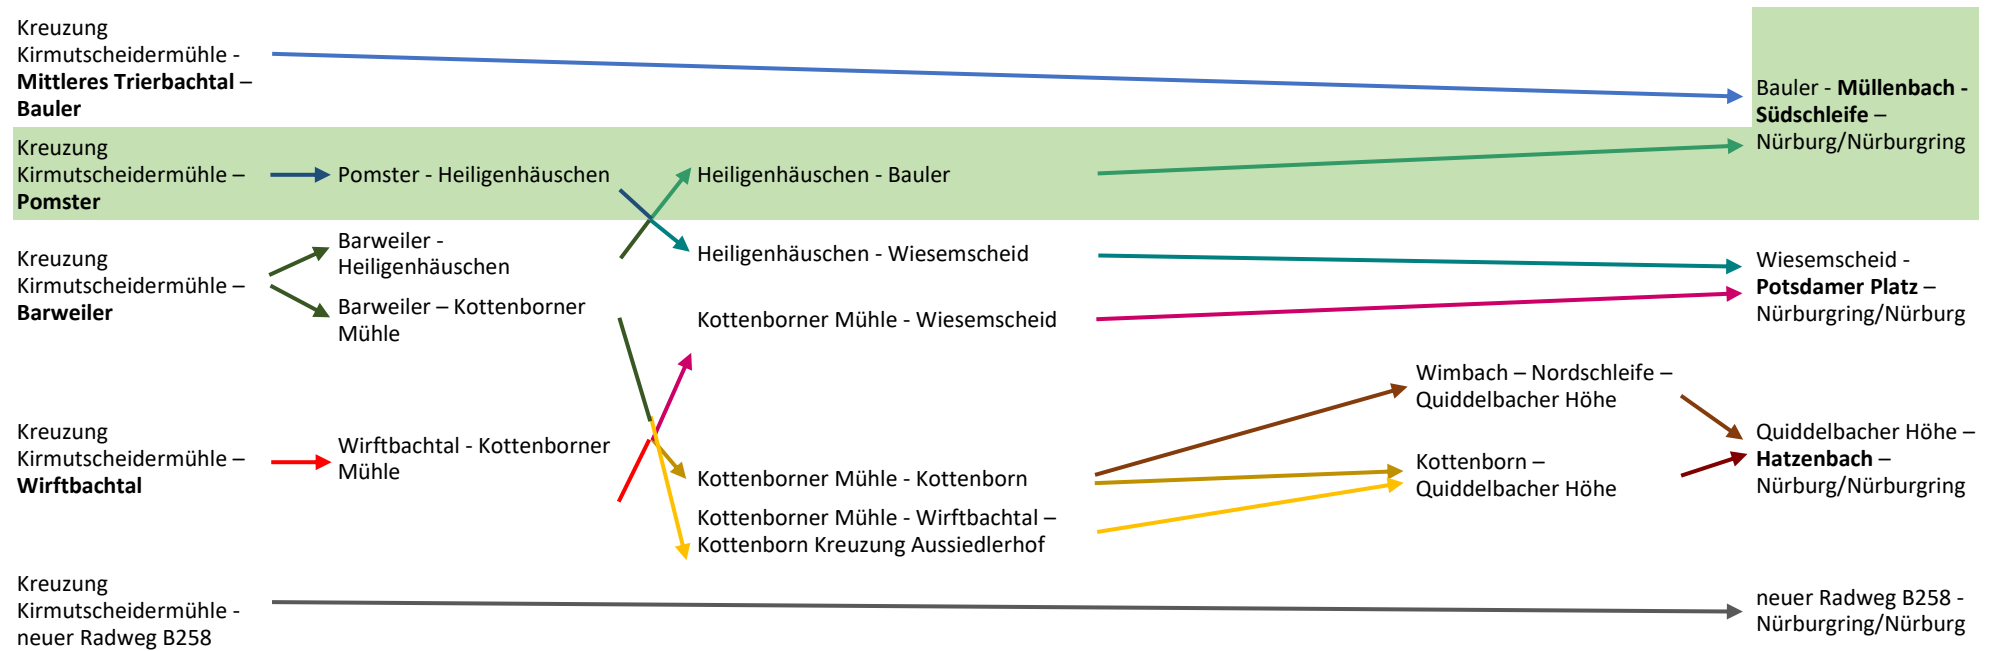 Kreuzung
Kirmutscheidermühle -
Mittleres Trierbachtal –
Bauler
Bauler - Müllenbach -
Südschleife –
Nürburg/Nürburgring
Kreuzung
Kirmutscheidermühle –
Pomster
Pomster - Heiligenhäuschen
Heiligenhäuschen - Bauler
Kreuzung
Kirmutscheidermühle –
Barweiler
Barweiler -
Heiligenhäuschen
Barweiler – Kottenborner
Mühle
Heiligenhäuschen - Wiesemscheid
Kottenborner Mühle - Wiesemscheid
Wiesemscheid -
Potsdamer Platz –
Nürburgring/Nürburg
Kreuzung
Kirmutscheidermühle –
Wirftbachtal
Wirftbachtal - Kottenborner
Mühle
Kottenborner Mühle - Kottenborn
Kottenborner Mühle - Wirftbachtal –
Kottenborn Kreuzung Aussiedlerhof
Wimbach – Nordschleife –
Quiddelbacher Höhe
Kottenborn –
Quiddelbacher Höhe
Quiddelbacher Höhe –
Hatzenbach –
Nürburg/Nürburgring
Kreuzung
Kirmutscheidermühle -
neuer Radweg B258
neuer Radweg B258 -
Nürburgring/Nürburg